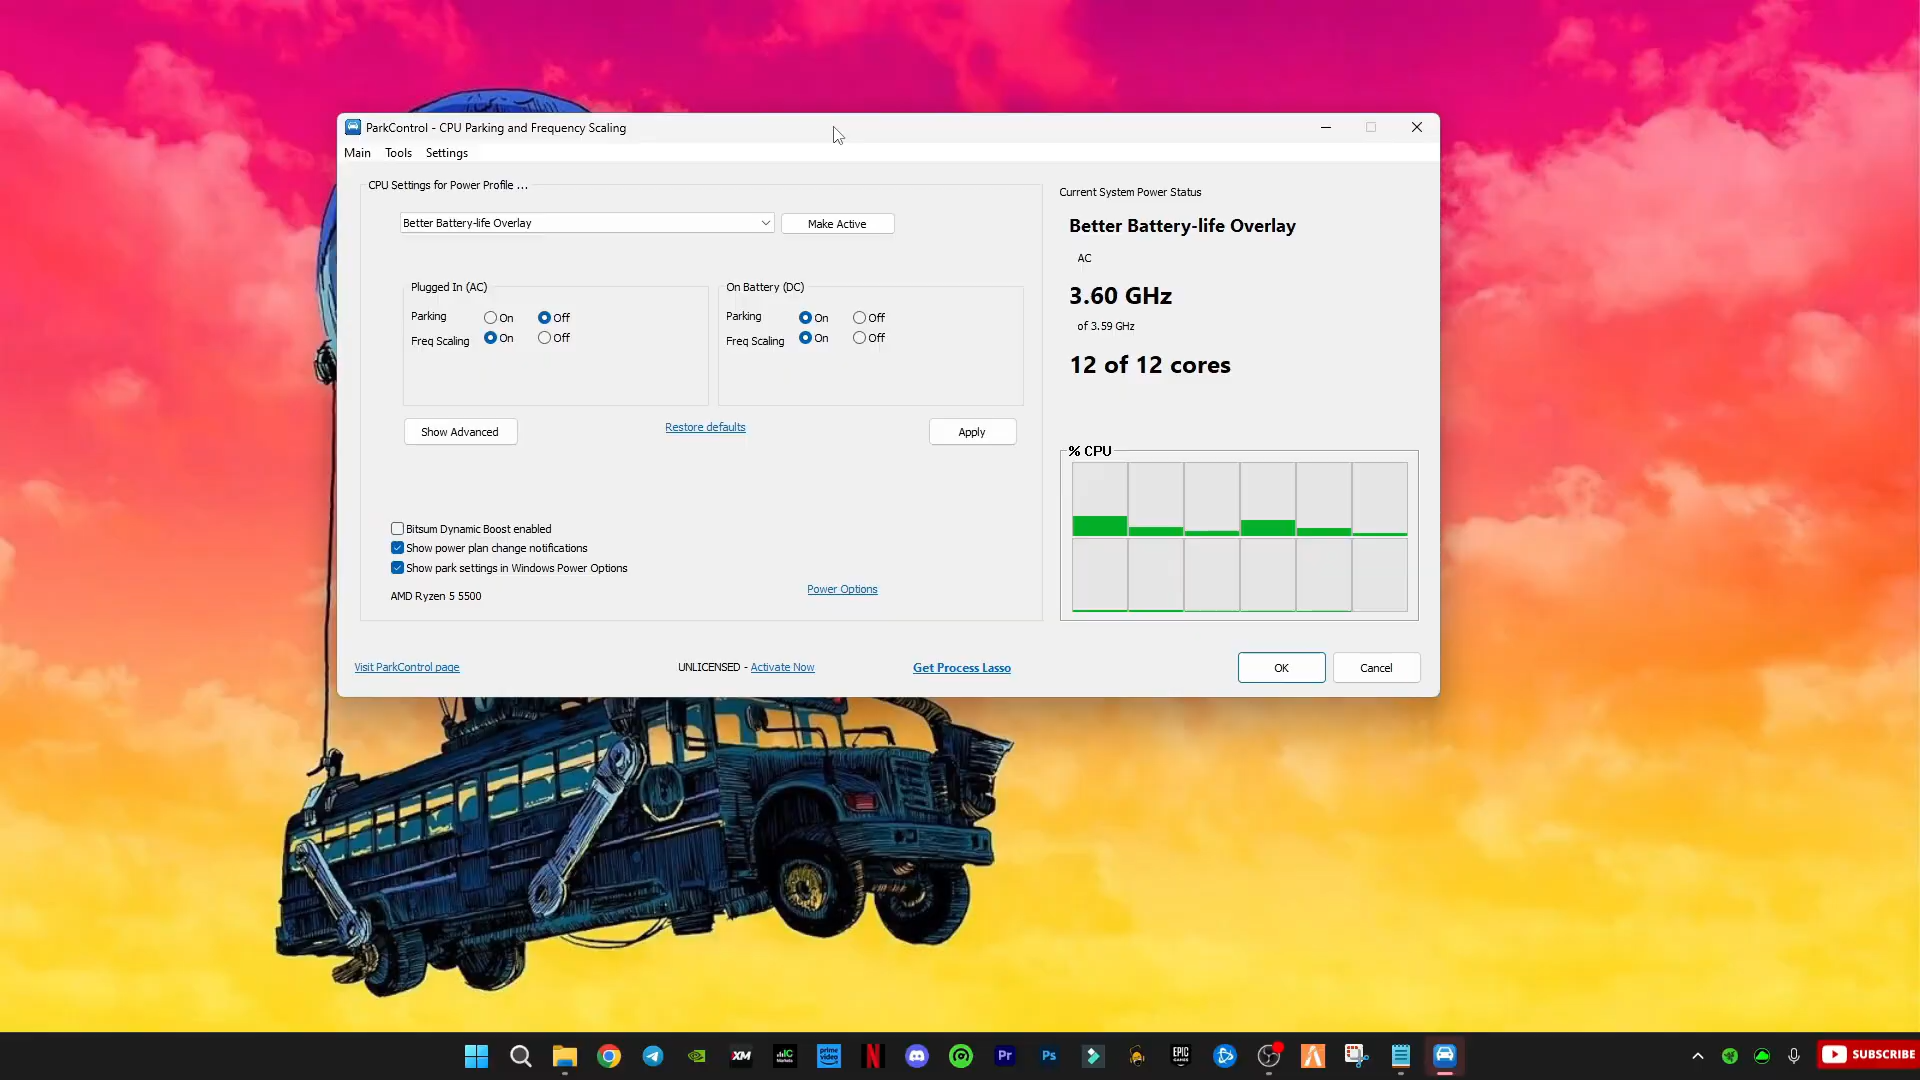 ParkControl - CPU Parking and Frequency Scaling
Main Tools Settings
CPU Settings for Power Profile ...
Better Battery-life Overlay
Make Active
Plugged In (AC)
Parking On Off
Freq Scaling On Off
On Battery (DC)
Parking On Off
Freq Scaling On Off
Show Advanced
Restore defaults
Apply
Bitsum Dynamic Boost enabled
Show power plan change notifications
Show park settings in Windows Power Options
AMD Ryzen 5 5500
Power Options
Current System Power Status
Better Battery-life Overlay
AC
3.60 GHz
of 3.59 GHz
12 of 12 cores
% CPU
Visit ParkControl page
UNLICENSED - Activate Now
Get Process Lasso
OK
Cancel
XM
IC
Markets
prime
video
N
Pr
Ps
EPIC
GAMES
SUBSCRIBE